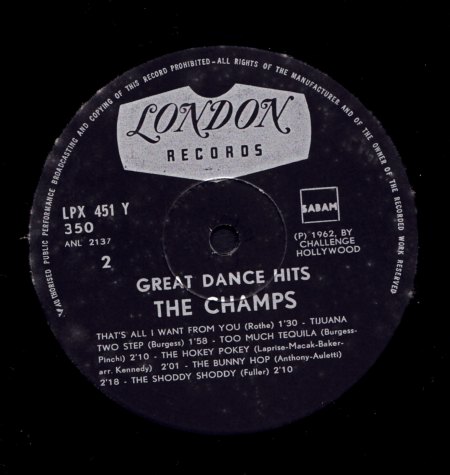 UNAUTHORISED PUBLIC PERFORMANCE BROADCASTING AND COPYING OF THIS RECORD PROHIBITED - ALL RIGHTS OF THE MANUFACTURER AND OF THE OWNER OF THE RECORDED WORK RESERVED
LONDON
RECORDS
LPX 451 Y
350
ANL 2137
2
SABAM
(P) 1962, BY
CHALLENGE
HOLLYWOOD
GREAT DANCE HITS
THE CHAMPS
THAT'S ALL I WANT FROM YOU (Rothe) 1'30 - TIJUANA
TWO STEP (Burgess) 1'58 - TOO MUCH TEQUILA (Burgess-
Pinchi) 2'10 - THE HOKEY POKEY (Laprise-Macak-Baker-
arr. Kennedy) 2'01 - THE BUNNY HOP (Anthony-Auletti)
2'18 - THE SHODDY SHODDY (Fuller) 2'10